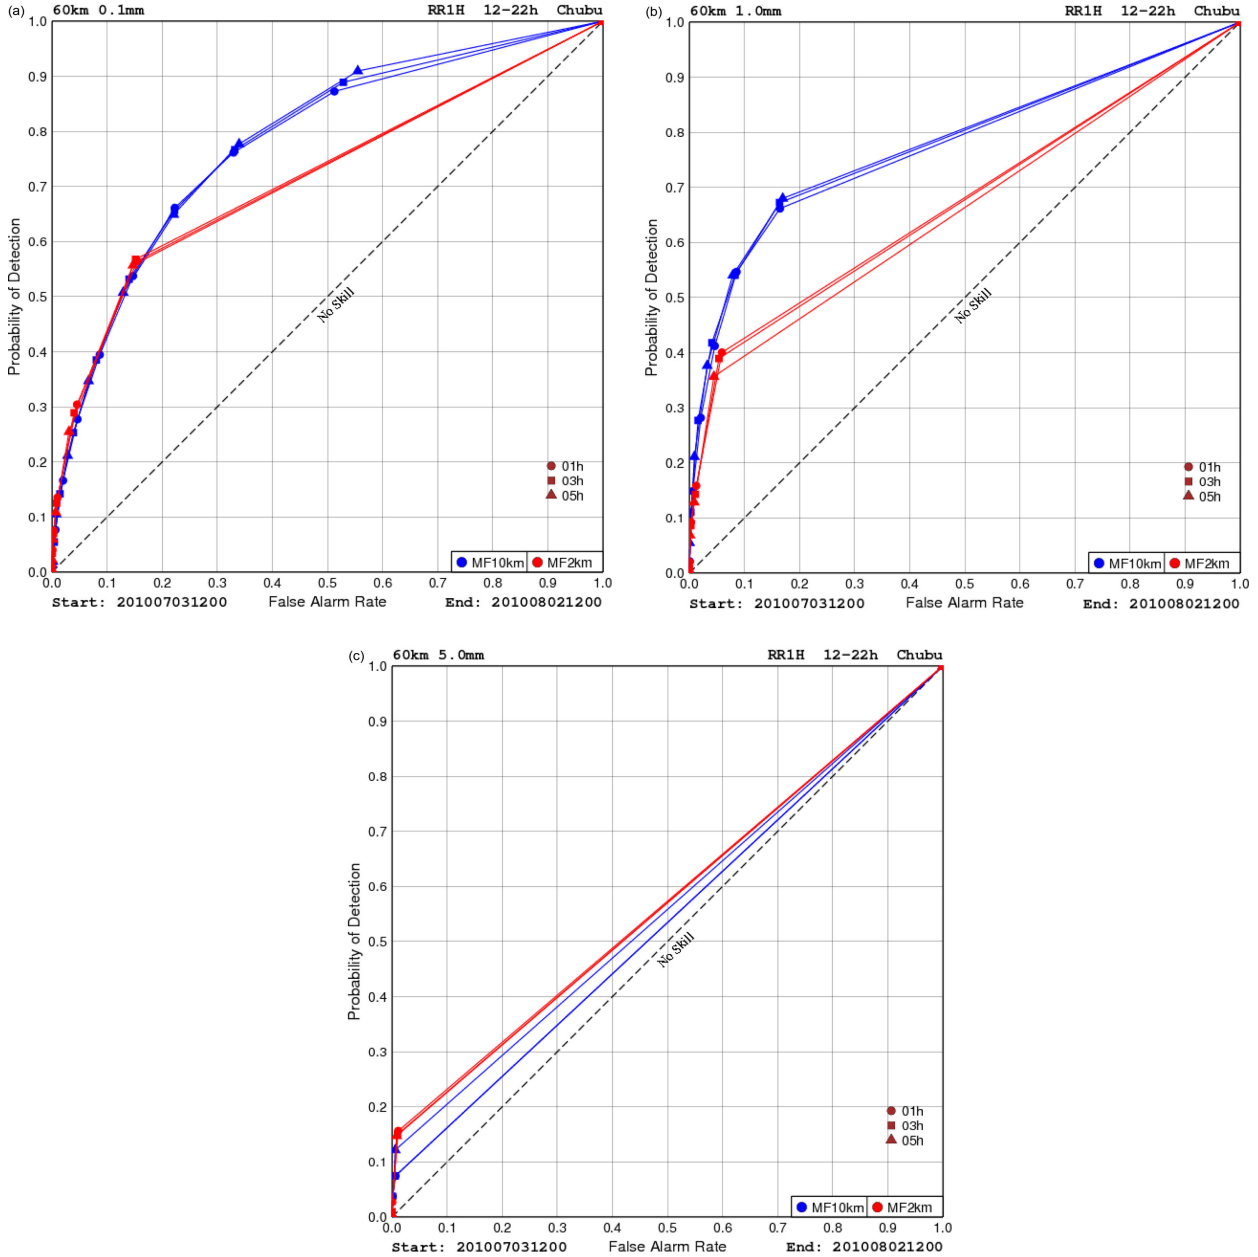 (a)
60km 0.1mm RR1H 12-22h Chubu
1.0
0.9
0.8
0.7
0.6
0.5
0.4
0.3
0.2
0.1
0.0
Probability of Detection
No Skill
01h
03h
05h
MF10km MF2km
0.0 0.1 0.2 0.3 0.4 0.5 0.6 0.7 0.8 0.9 1.0
Start: 201007031200 False Alarm Rate End: 201008021200
(b)
60km 1.0mm RR1H 12-22h Chubu
1.0
0.9
0.8
0.7
0.6
0.5
0.4
0.3
0.2
0.1
0.0
Probability of Detection
No Skill
01h
03h
05h
MF10km MF2km
0.0 0.1 0.2 0.3 0.4 0.5 0.6 0.7 0.8 0.9 1.0
Start: 201007031200 False Alarm Rate End: 201008021200
(c)
60km 5.0mm RR1H 12-22h Chubu
1.0
0.9
0.8
0.7
0.6
0.5
0.4
0.3
0.2
0.1
0.0
Probability of Detection
No Skill
01h
03h
05h
MF10km MF2km
0.0 0.1 0.2 0.3 0.4 0.5 0.6 0.7 0.8 0.9 1.0
Start: 201007031200 False Alarm Rate End: 201008021200